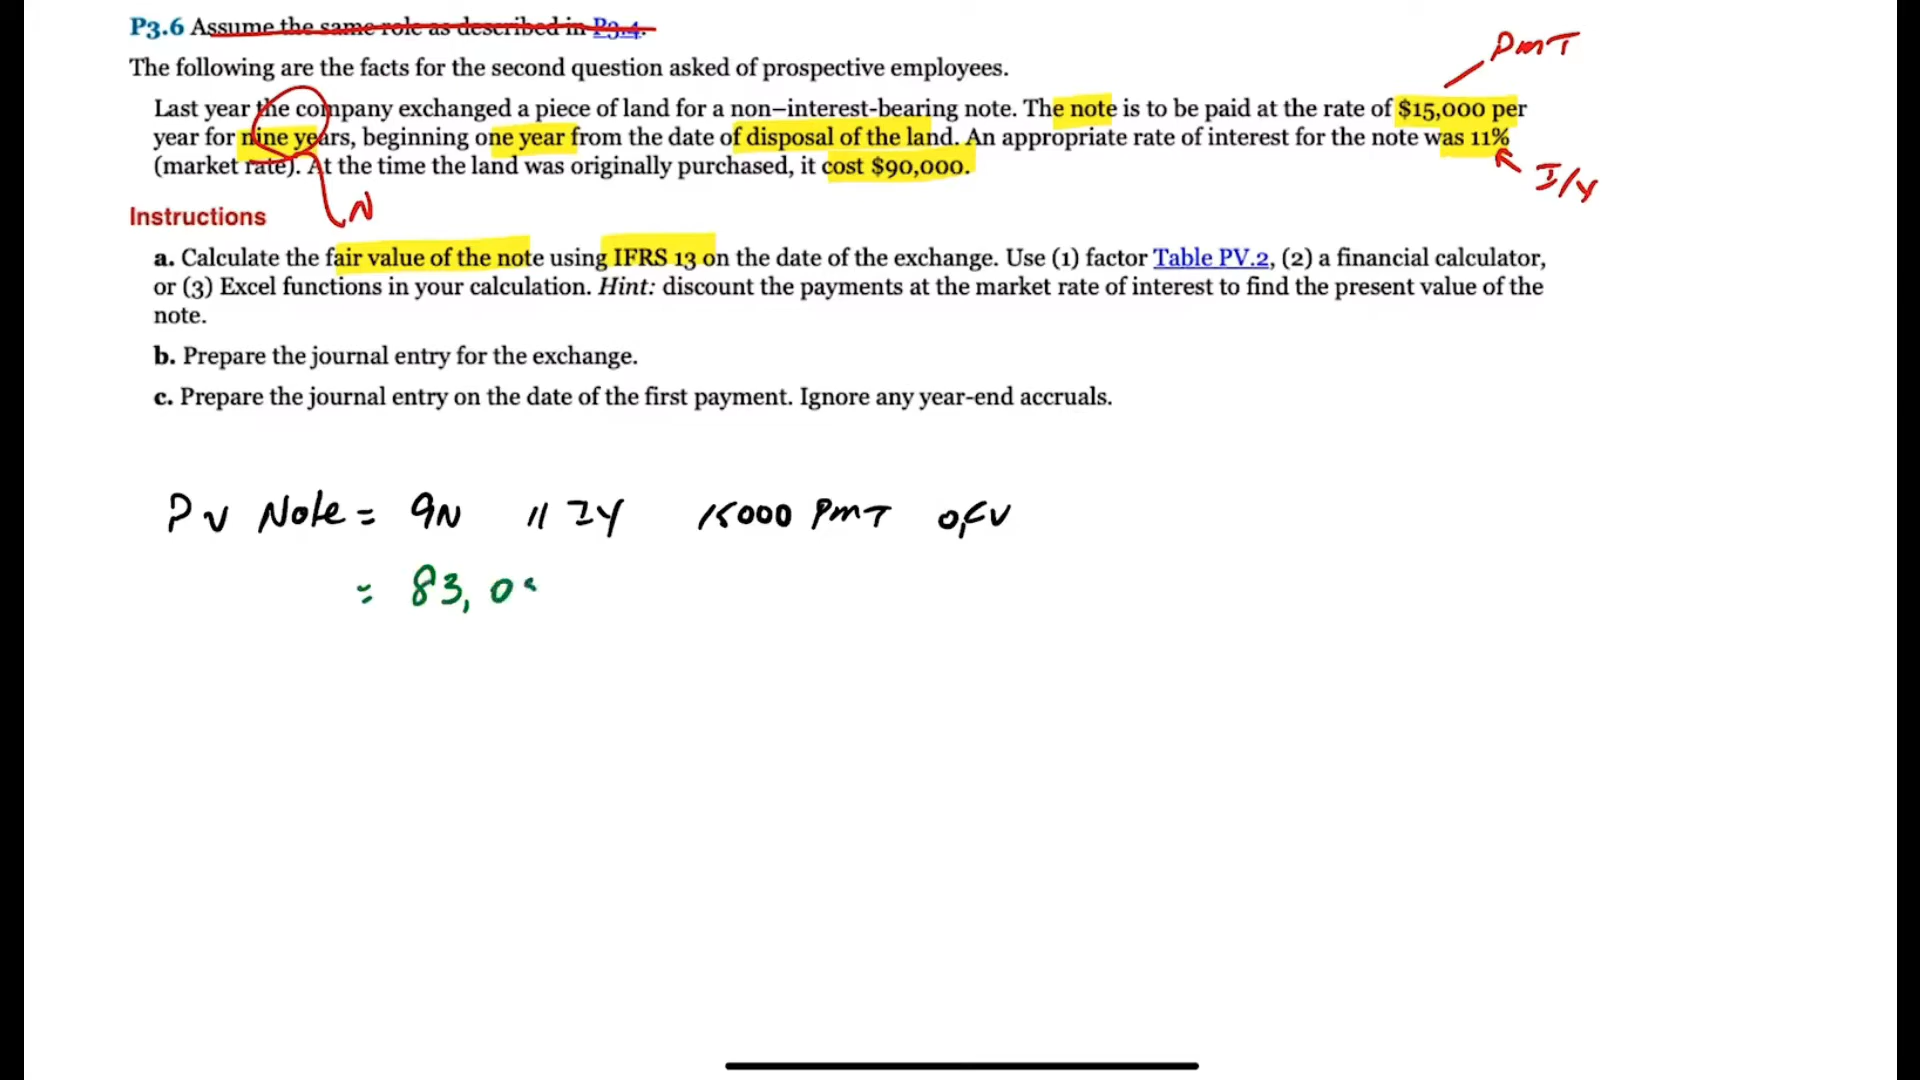 P3.6 Assume the same role as described in P3.4.
PMT
The following are the facts for the second question asked of prospective employees.
Last year the company exchanged a piece of land for a non–interest-bearing note. The note is to be paid at the rate of $15,000 per
year for nine years, beginning one year from the date of disposal of the land. An appropriate rate of interest for the note was 11%
(market rate). At the time the land was originally purchased, it cost $90,000.
I/Y
N
Instructions
a. Calculate the fair value of the note using IFRS 13 on the date of the exchange. Use (1) factor Table PV.2, (2) a financial calculator,
or (3) Excel functions in your calculation. Hint: discount the payments at the market rate of interest to find the present value of the
note.
b. Prepare the journal entry for the exchange.
c. Prepare the journal entry on the date of the first payment. Ignore any year-end accruals.
PV Note = 9N 11 IY 15000 PMT 0 FV
= 83, 0